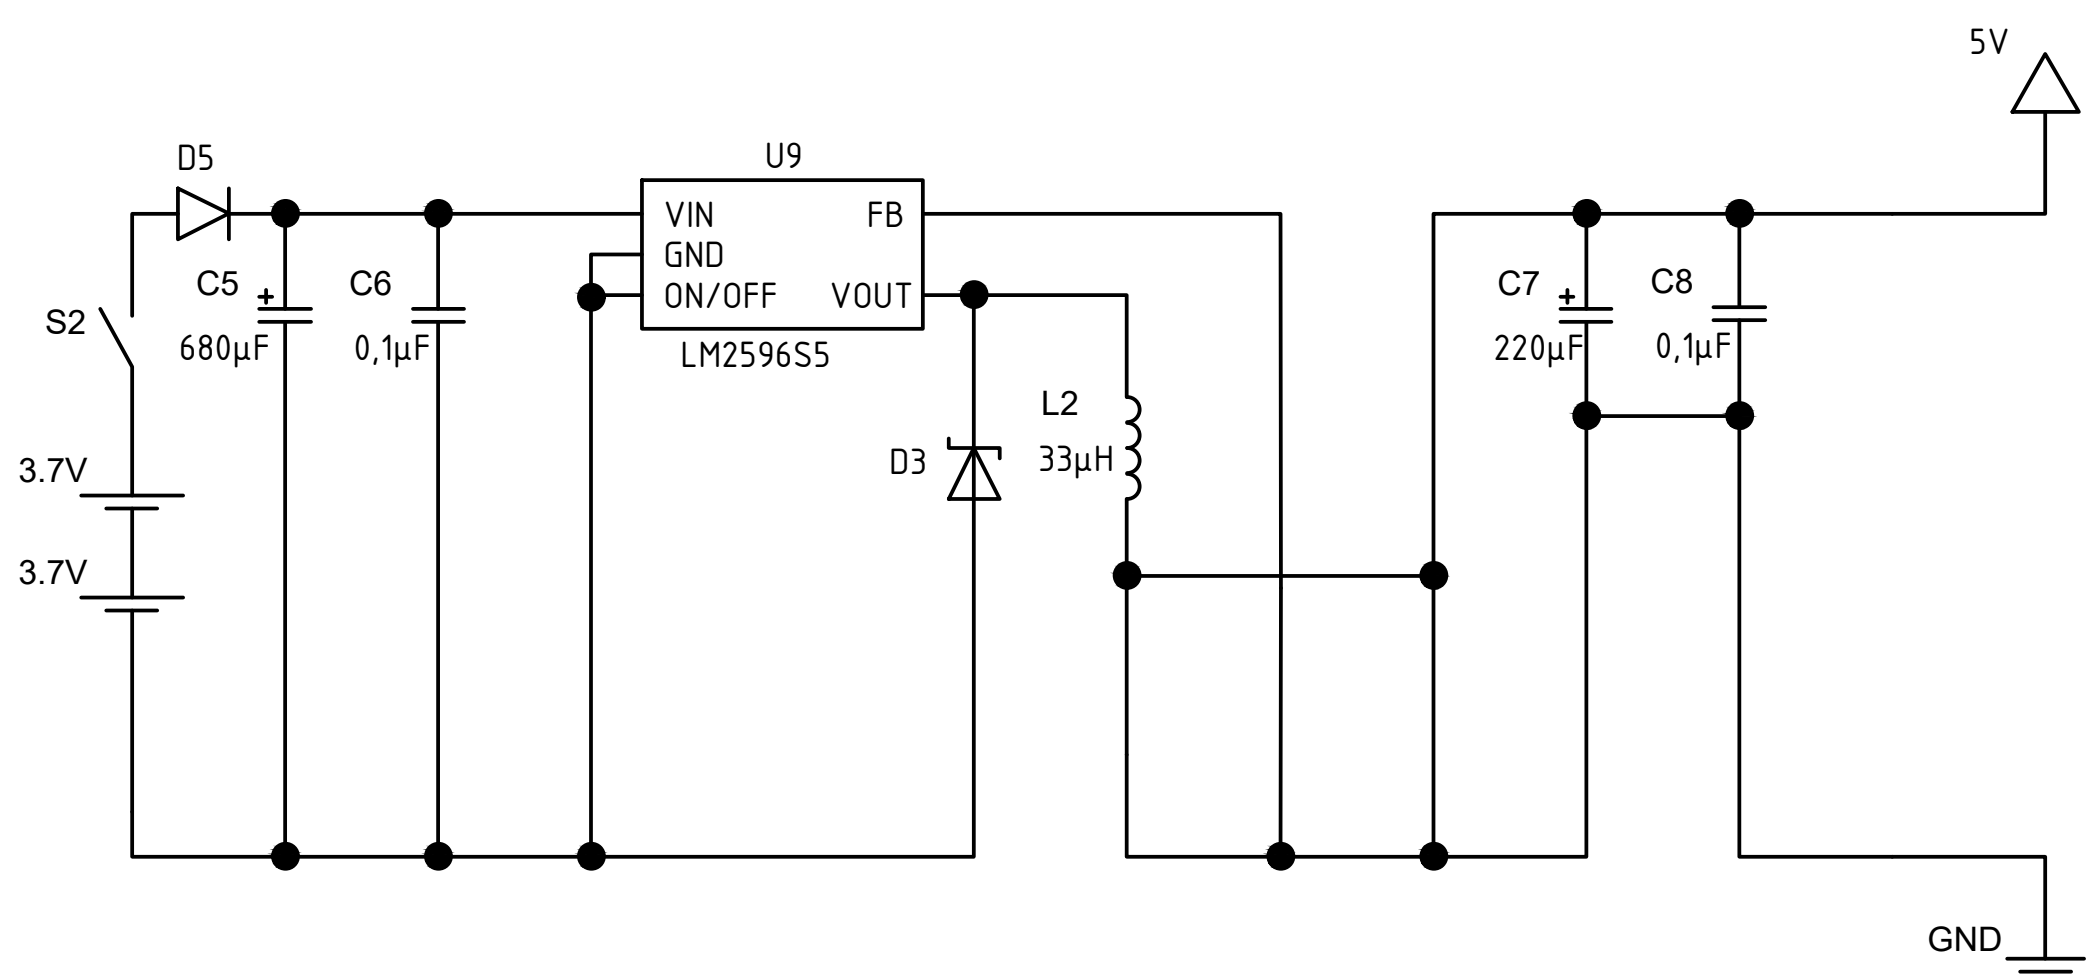 5V
U9
D5
VIN
FB
GND
C5
+
C6
ON/OFF
VOUT
C7
+
C8
S2
680µF
0,1µF
LM2596S5
220µF
0,1µF
L2
3.7V
D3
33µH
3.7V
GND